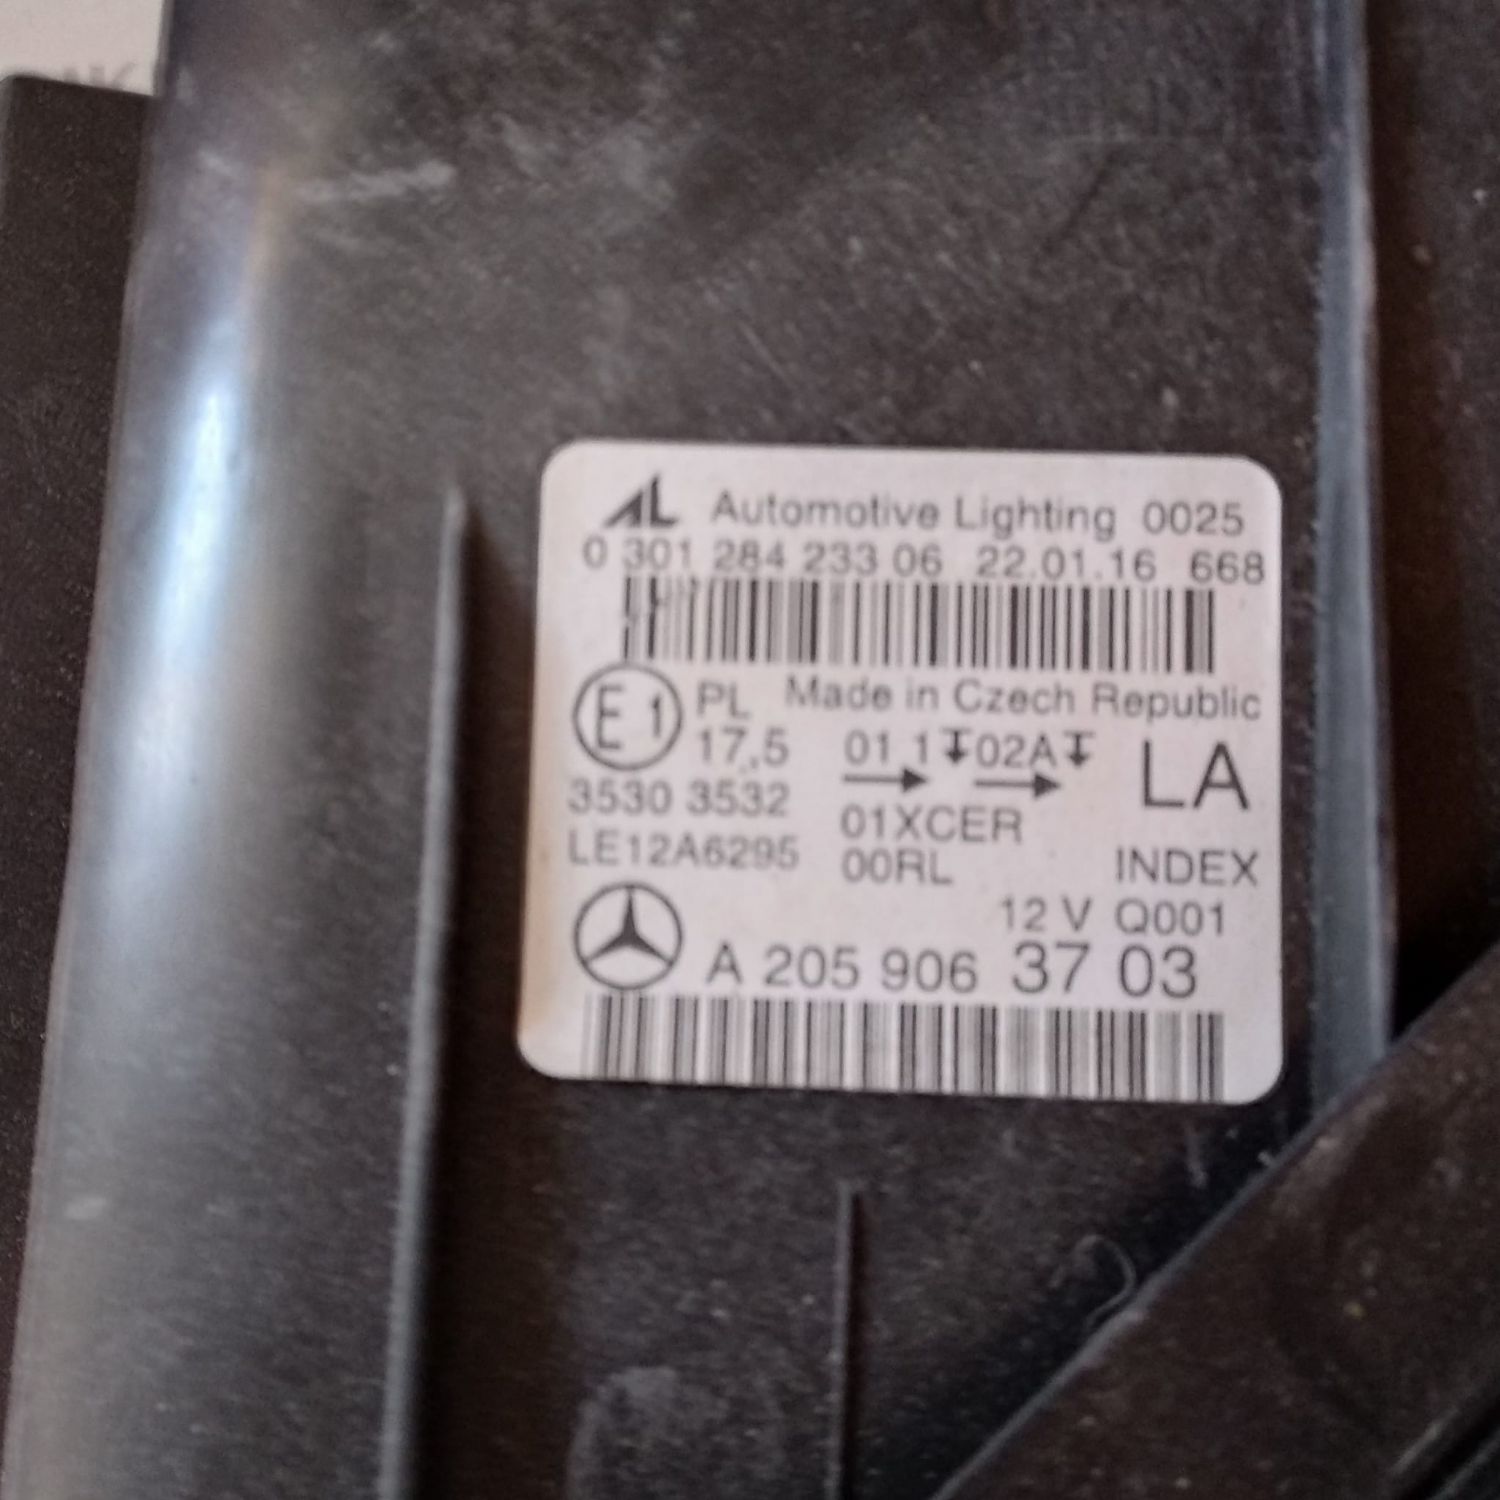 AL Automotive Lighting 0025
0 301 284 233 06 22.01.16 668
E1 PL Made in Czech Republic
17,5 01 1 02A LA
3530 3532 01XCER
LE12A6295 00RL INDEX
12 V Q001
A 205 906 37 03